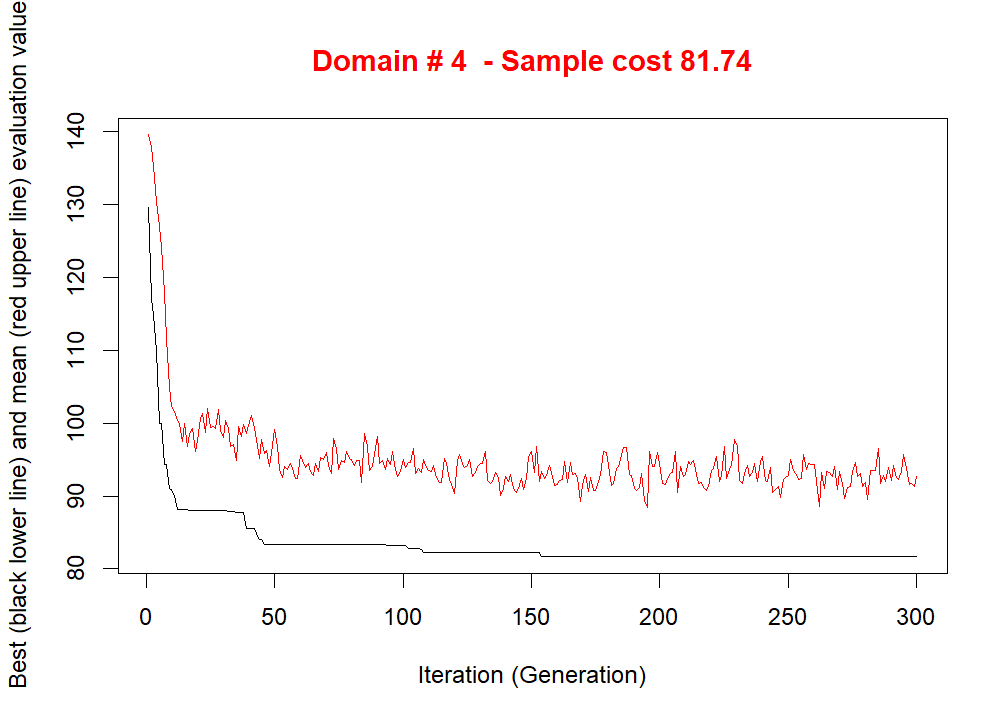 Domain # 4  - Sample cost 81.74
Best (black lower line) and mean (red upper line) evaluation value
140
130
120
110
100
90
80
0 50 100 150 200 250 300
Iteration (Generation)